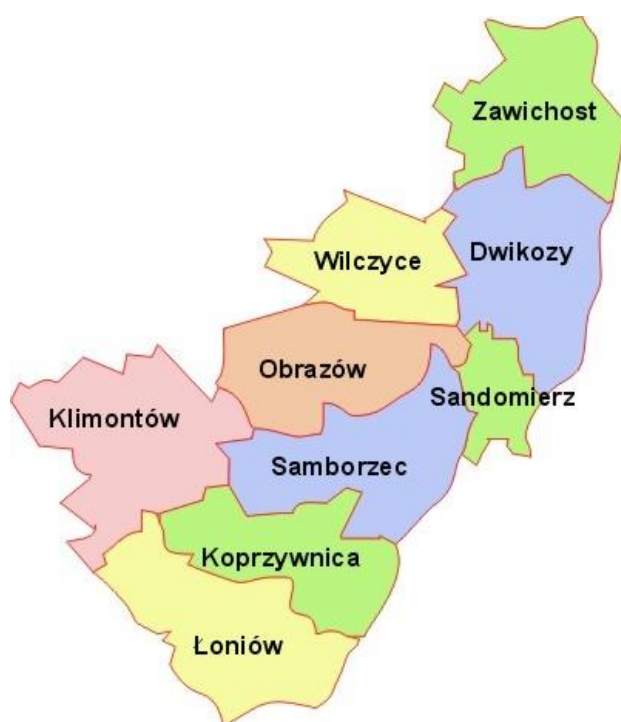 Zawichost
Dwikozy
Wilczyce
Obrazów
Sandomierz
Klimontów
Samborzec
Koprzywnica
Łoniów